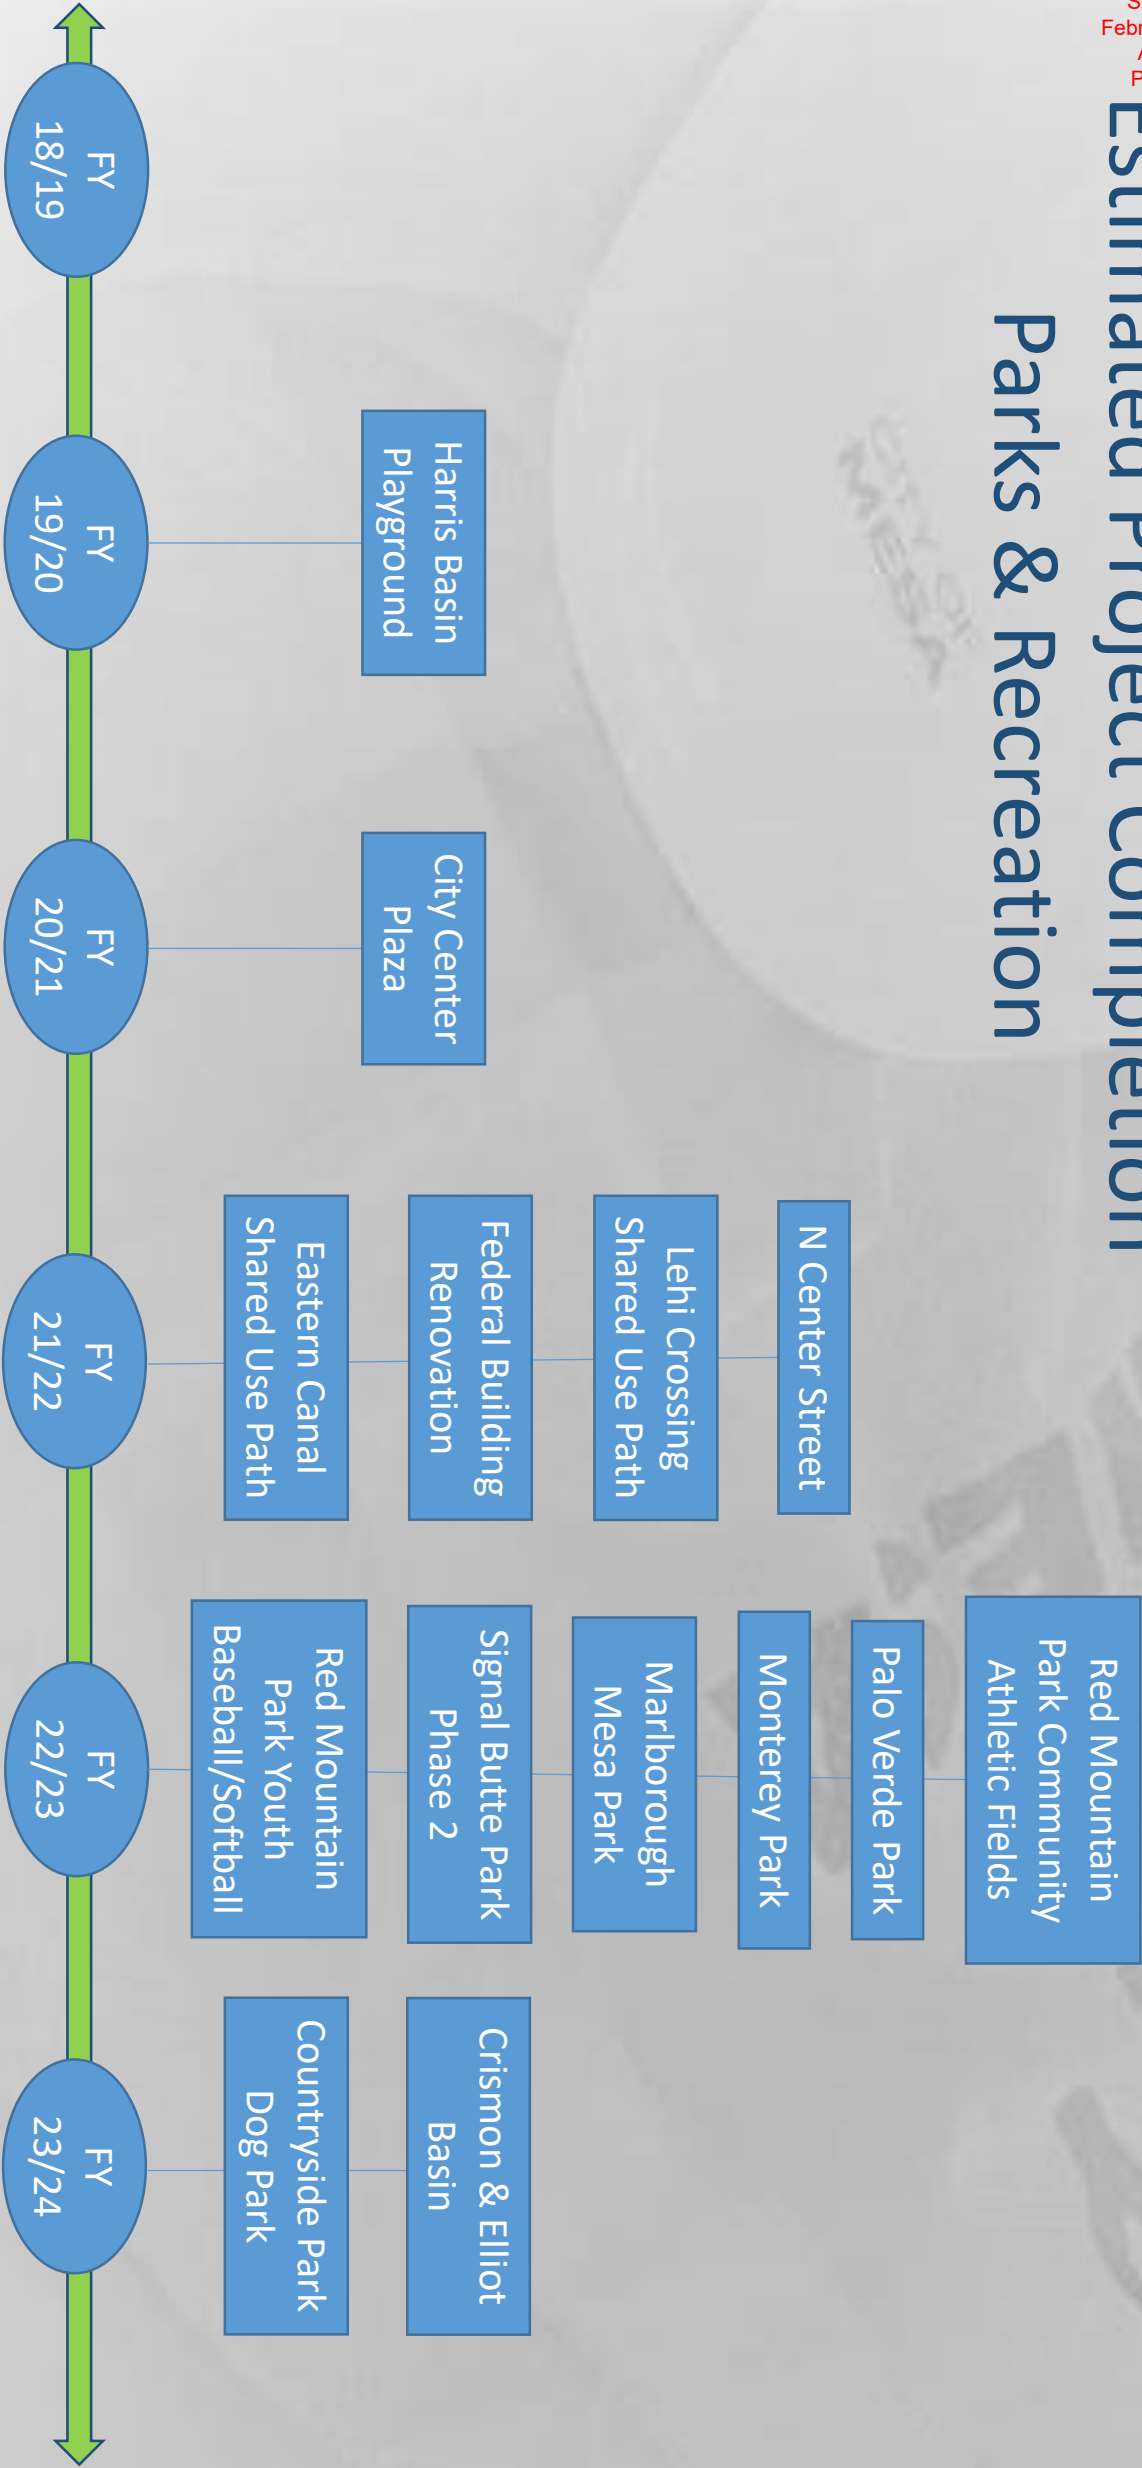 Estimated Project Completion
Parks & Recreation
Harris Basin
Playground
City Center
Plaza
N Center Street
Lehi Crossing
Shared Use Path
Federal Building
Renovation
Eastern Canal
Shared Use Path
Red Mountain
Park Community
Athletic Fields
Palo Verde Park
Monterey Park
Marlborough
Mesa Park
Signal Butte Park
Phase 2
Red Mountain
Park Youth
Baseball/Softball
Crismon & Elliot
Basin
Countryside Park
Dog Park
FY
18/19
FY
19/20
FY
20/21
FY
21/22
FY
22/23
FY
23/24